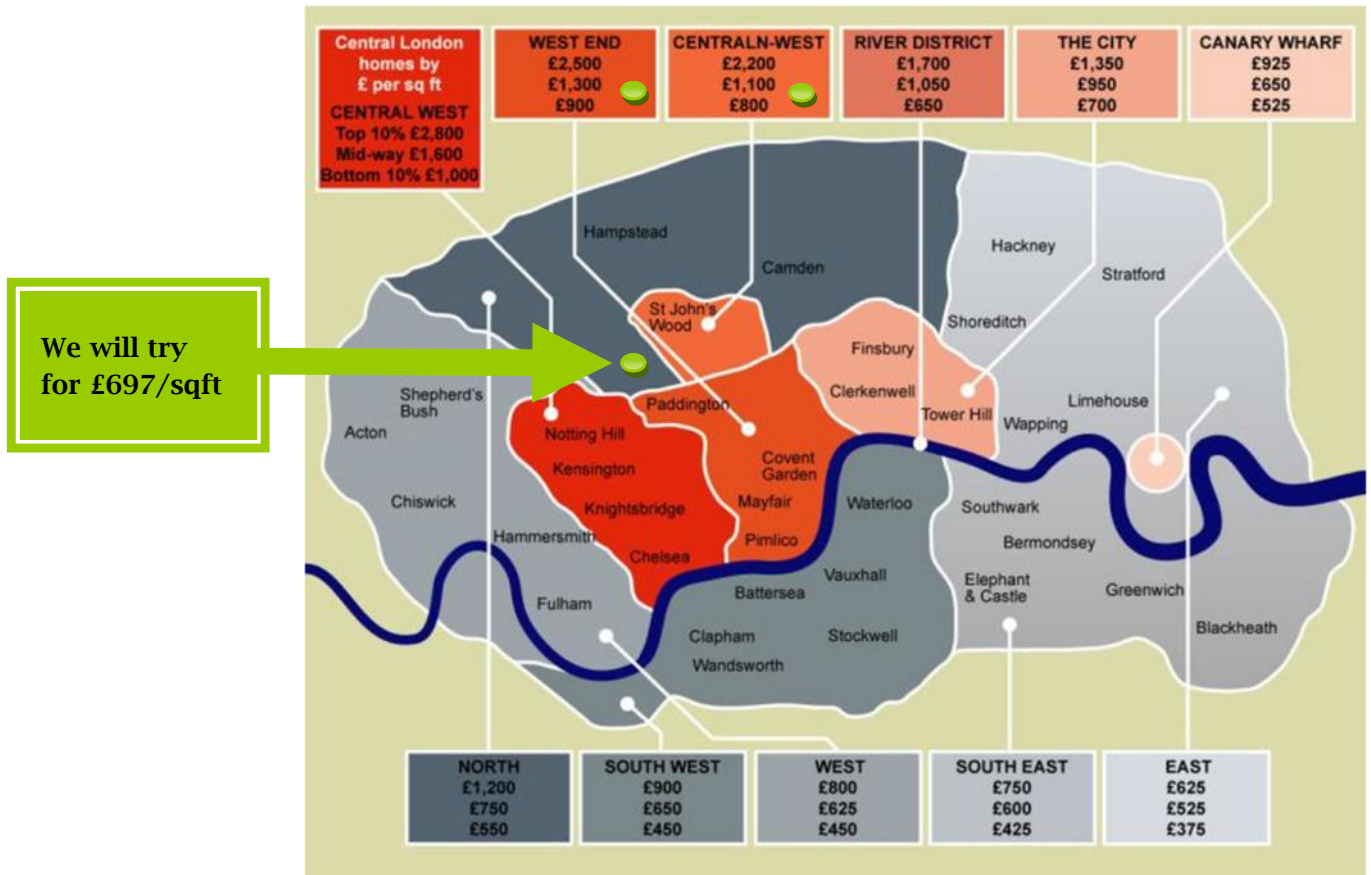 Central London
homes by
£ per sq ft
CENTRAL WEST
Top 10% £2,800
Mid-way £1,600
Bottom 10% £1,000
WEST END
£2,500
£1,300
£900
CENTRALN-WEST
£2,200
£1,100
£800
RIVER DISTRICT
£1,700
£1,050
£650
THE CITY
£1,350
£950
£700
CANARY WHARF
£925
£650
£525
We will try
for £697/sqft
Hampstead
Camden
Hackney
Stratford
St John's
Wood
Shoreditch
Finsbury
Shepherd's
Bush
Paddington
Clerkenwell
Tower Hill
Limehouse
Wapping
Acton
Notting Hill
Kensington
Covent
Garden
Chiswick
Knightsbridge
Mayfair
Waterloo
Southwark
Hammersmith
Chelsea
Pimlico
Bermondsey
Vauxhall
Elephant
& Castle
Greenwich
Fulham
Battersea
Blackheath
Clapham
Stockwell
Wandsworth
NORTH
£1,200
£750
£550
SOUTH WEST
£900
£650
£450
WEST
£800
£625
£450
SOUTH EAST
£750
£600
£425
EAST
£625
£525
£375